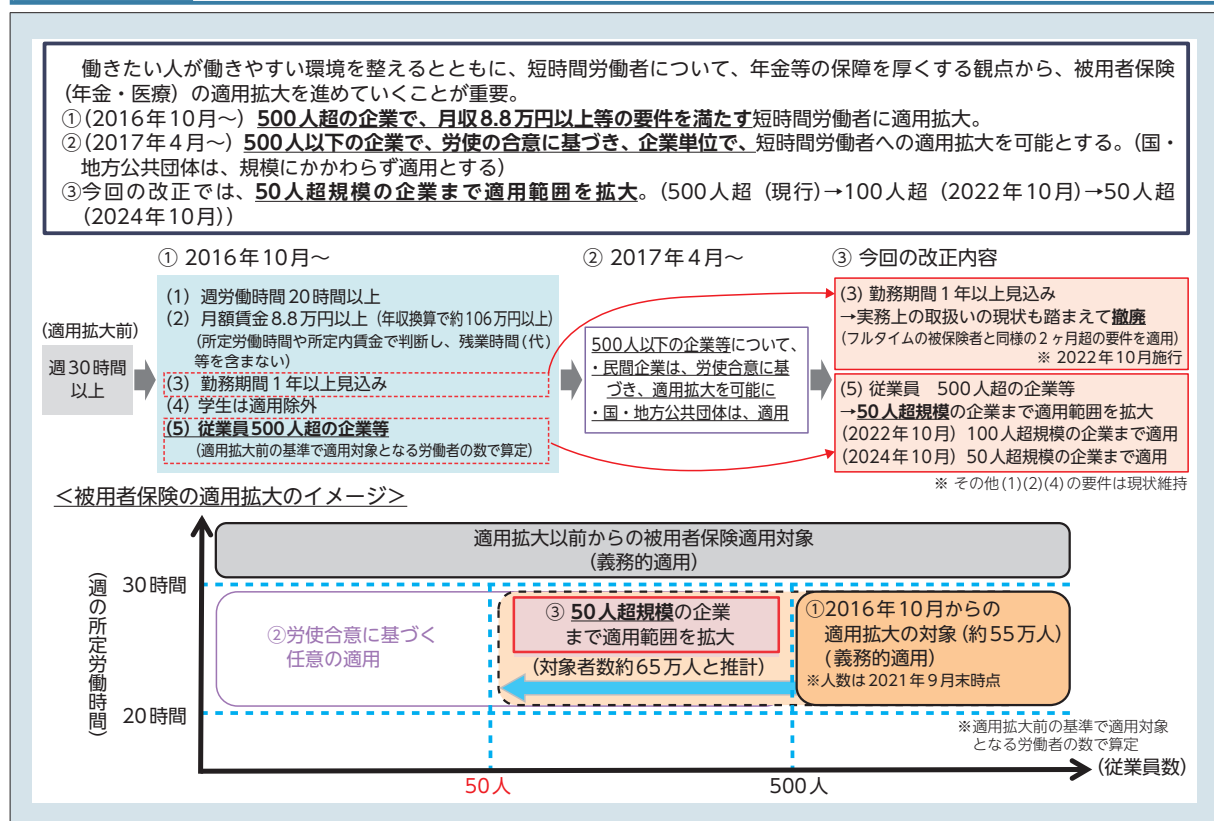 働きたい人が働きやすい環境を整えるとともに、短時間労働者について、年金等の保障を厚くする観点から、被用者保険
(年金・医療)の適用拡大を進めていくことが重要。
①(2016年10月～)500人超の企業で、月収8.8万円以上等の要件を満たす短時間労働者に適用拡大。
②(2017年4月～)500人以下の企業で、労使の合意に基づき、企業単位で、短時間労働者への適用拡大を可能とする。(国・
地方公共団体は、規模にかかわらず適用とする)
③今回の改正では、50人超規模の企業まで適用範囲を拡大。(500人超(現行)→100人超(2022年10月)→50人超
(2024年10月))
① 2016年10月～
② 2017年4月～
③ 今回の改正内容
(適用拡大前)
週30時間
以上
(1) 週労働時間20時間以上
(2) 月額賃金8.8万円以上(年収換算で約106万円以上)
(所定労働時間や所定内賃金で判断し、残業時間(代)
等を含まない)
(3) 勤務期間1年以上見込み
(4) 学生は適用除外
(5) 従業員500人超の企業等
(適用拡大前の基準で適用対象となる労働者の数で算定)
500人以下の企業等について、
・民間企業は、労使合意に基
づき、適用拡大を可能に
・国・地方公共団体は、適用
(3) 勤務期間1年以上見込み
→実務上の取扱いの現状も踏まえて撤廃
(フルタイムの被保険者と同様の2ヶ月超の要件を適用)
※ 2022年10月施行
(5) 従業員 500人超の企業等
→50人超規模の企業まで適用範囲を拡大
(2022年10月) 100人超規模の企業まで適用
(2024年10月) 50人超規模の企業まで適用
※ その他(1)(2)(4)の要件は現状維持
＜被用者保険の適用拡大のイメージ＞
(週の所定労働時間)
30時間
20時間
適用拡大以前からの被用者保険適用対象
(義務的適用)
②労使合意に基づく
任意の適用
③ 50人超規模の企業
まで適用範囲を拡大
(対象者数約65万人と推計)
①2016年10月からの
適用拡大の対象(約55万人)
(義務的適用)
※人数は2021年9月末時点
※適用拡大前の基準で適用対象
となる労働者の数で算定
(従業員数)
50人
500人